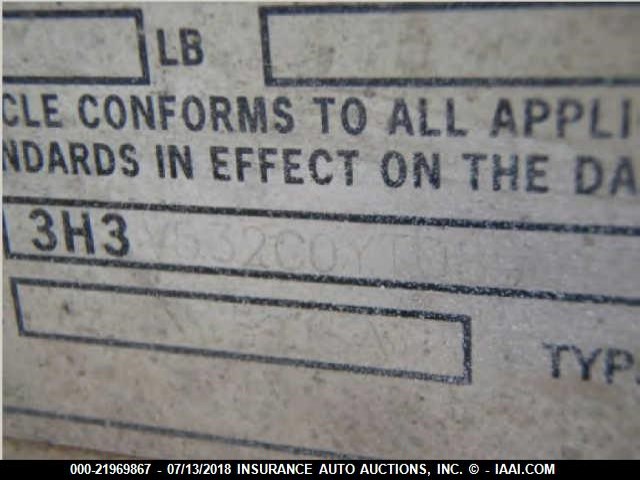 LB
CLE CONFORMS TO ALL APPLI
NDARDS IN EFFECT ON THE DA
3H3V532C0YT0
TYP
000-21969867 - 07/13/2018 INSURANCE AUTO AUCTIONS, INC. © - IAAI.COM